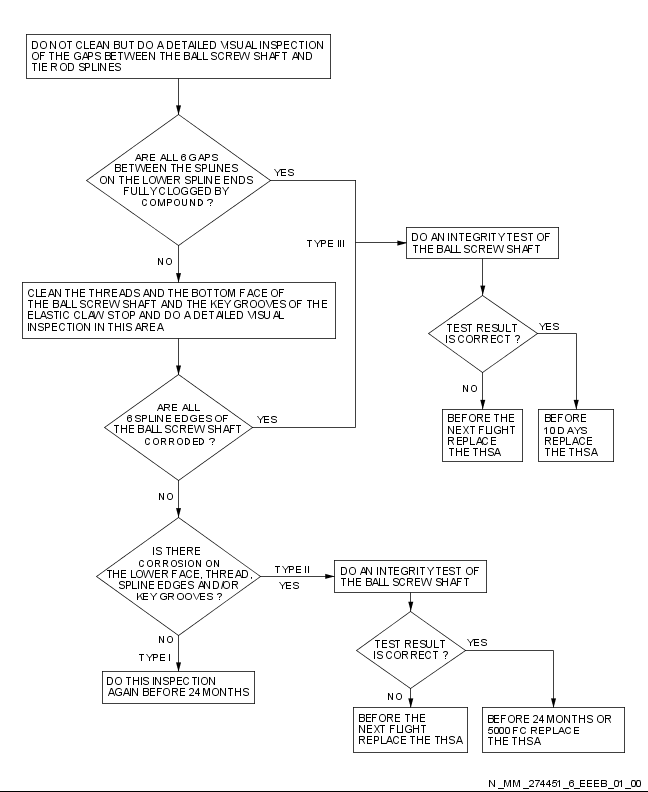 DO NOT CLEAN BUT DO A DETAILED VISUAL INSPECTION
OF THE GAPS BETWEEN THE BALL SCREW SHAFT AND
TIE ROD SPLINES
ARE ALL 6 GAPS
BETWEEN THE SPLINES
ON THE LOWER SPLINE ENDS
FULLY CLOGGED BY
COMPOUND ?
YES
NO
TYPE III
DO AN INTEGRITY TEST OF
THE BALL SCREW SHAFT
CLEAN THE THREADS AND THE BOTTOM FACE OF
THE BALL SCREW SHAFT AND THE KEY GROOVES OF THE
ELASTIC CLAW STOP AND DO A DETAILED VISUAL
INSPECTION IN THIS AREA
TEST RESULT
IS CORRECT ?
YES
NO
BEFORE THE
NEXT FLIGHT
REPLACE
THE THSA
BEFORE
10 DAYS
REPLACE
THE THSA
ARE ALL
6 SPLINE EDGES OF
THE BALL SCREW SHAFT
CORRODED ?
YES
NO
IS THERE
CORROSION ON
THE LOWER FACE, THREAD,
SPLINE EDGES AND/OR
KEY GROOVES ?
TYPE II
YES
DO AN INTEGRITY TEST OF
THE BALL SCREW SHAFT
NO
TYPE I
DO THIS INSPECTION
AGAIN BEFORE 24 MONTHS
TEST RESULT
IS CORRECT ?
YES
NO
BEFORE THE
NEXT FLIGHT
REPLACE THE THSA
BEFORE 24 MONTHS OR
5000 FC REPLACE
THE THSA
N_MM_274451_6_EEEB_01_00